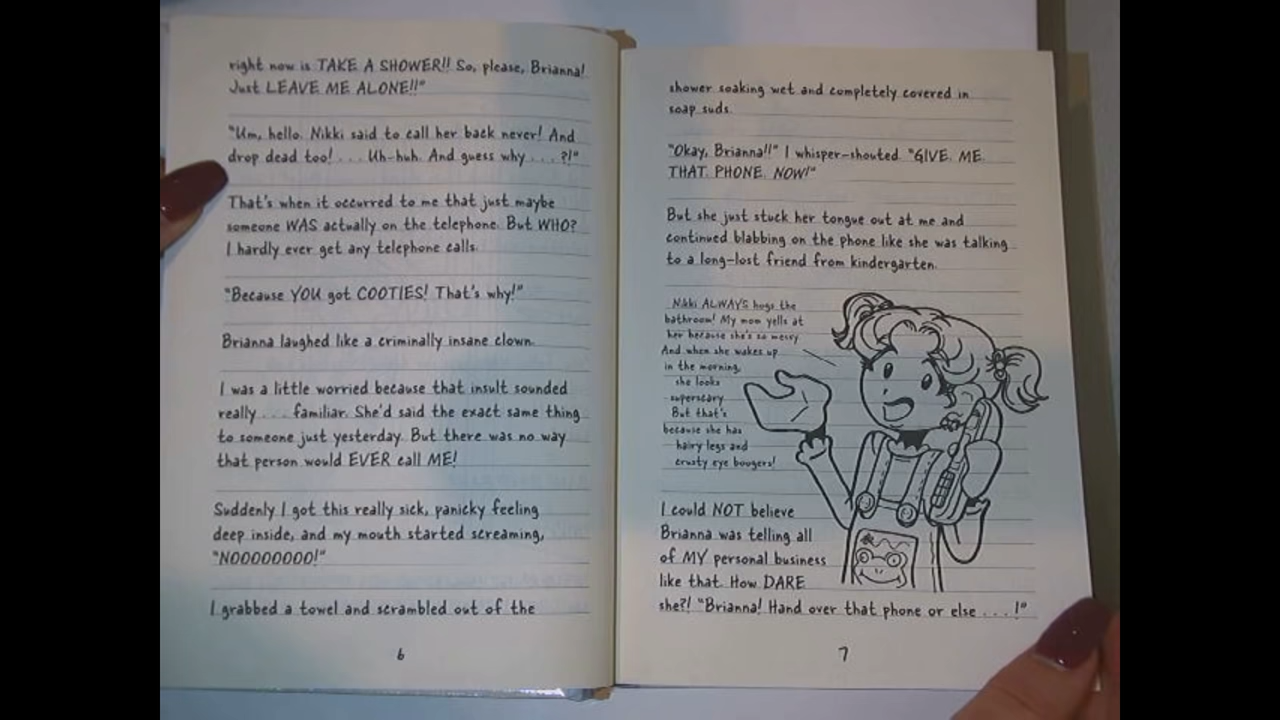 right now is TAKE A SHOWER!! So, please, Brianna!
Just LEAVE ME ALONE!!"
"Um, hello. Nikki said to call her back never! And
drop dead too! . . . Uh-huh. And guess why . . . ?!"
That's when it occurred to me that just maybe
someone WAS actually on the telephone. But WHO?
I hardly ever get any telephone calls.
"Because YOU got COOTIES! That's why!"
Brianna laughed like a criminally insane clown.
I was a little worried because that insult sounded
really . . . familiar. She'd said the exact same thing
to someone just yesterday. But there was no way
that person would EVER call ME!
Suddenly I got this really sick, panicky feeling
deep inside, and my mouth started screaming,
"NOOOOOOOO!"
I grabbed a towel and scrambled out of the
6
shower soaking wet and completely covered in
soap suds.
"Okay, Brianna!!" I whisper-shouted. "GIVE. ME.
THAT. PHONE. NOW!"
But she just stuck her tongue out at me and
continued blabbing on the phone like she was talking
to a long-lost friend from kindergarten.
Nikki ALWAYS hogs the
bathroom! My mom yells at
her because she's so messy.
And when she wakes up
in the morning,
she looks
superscary.
But that's
because she has
hairy legs and
crusty eye boogers!
I could NOT believe
Brianna was telling all
of MY personal business
like that. How DARE
she?! "Brianna! Hand over that phone or else . . . !"
7